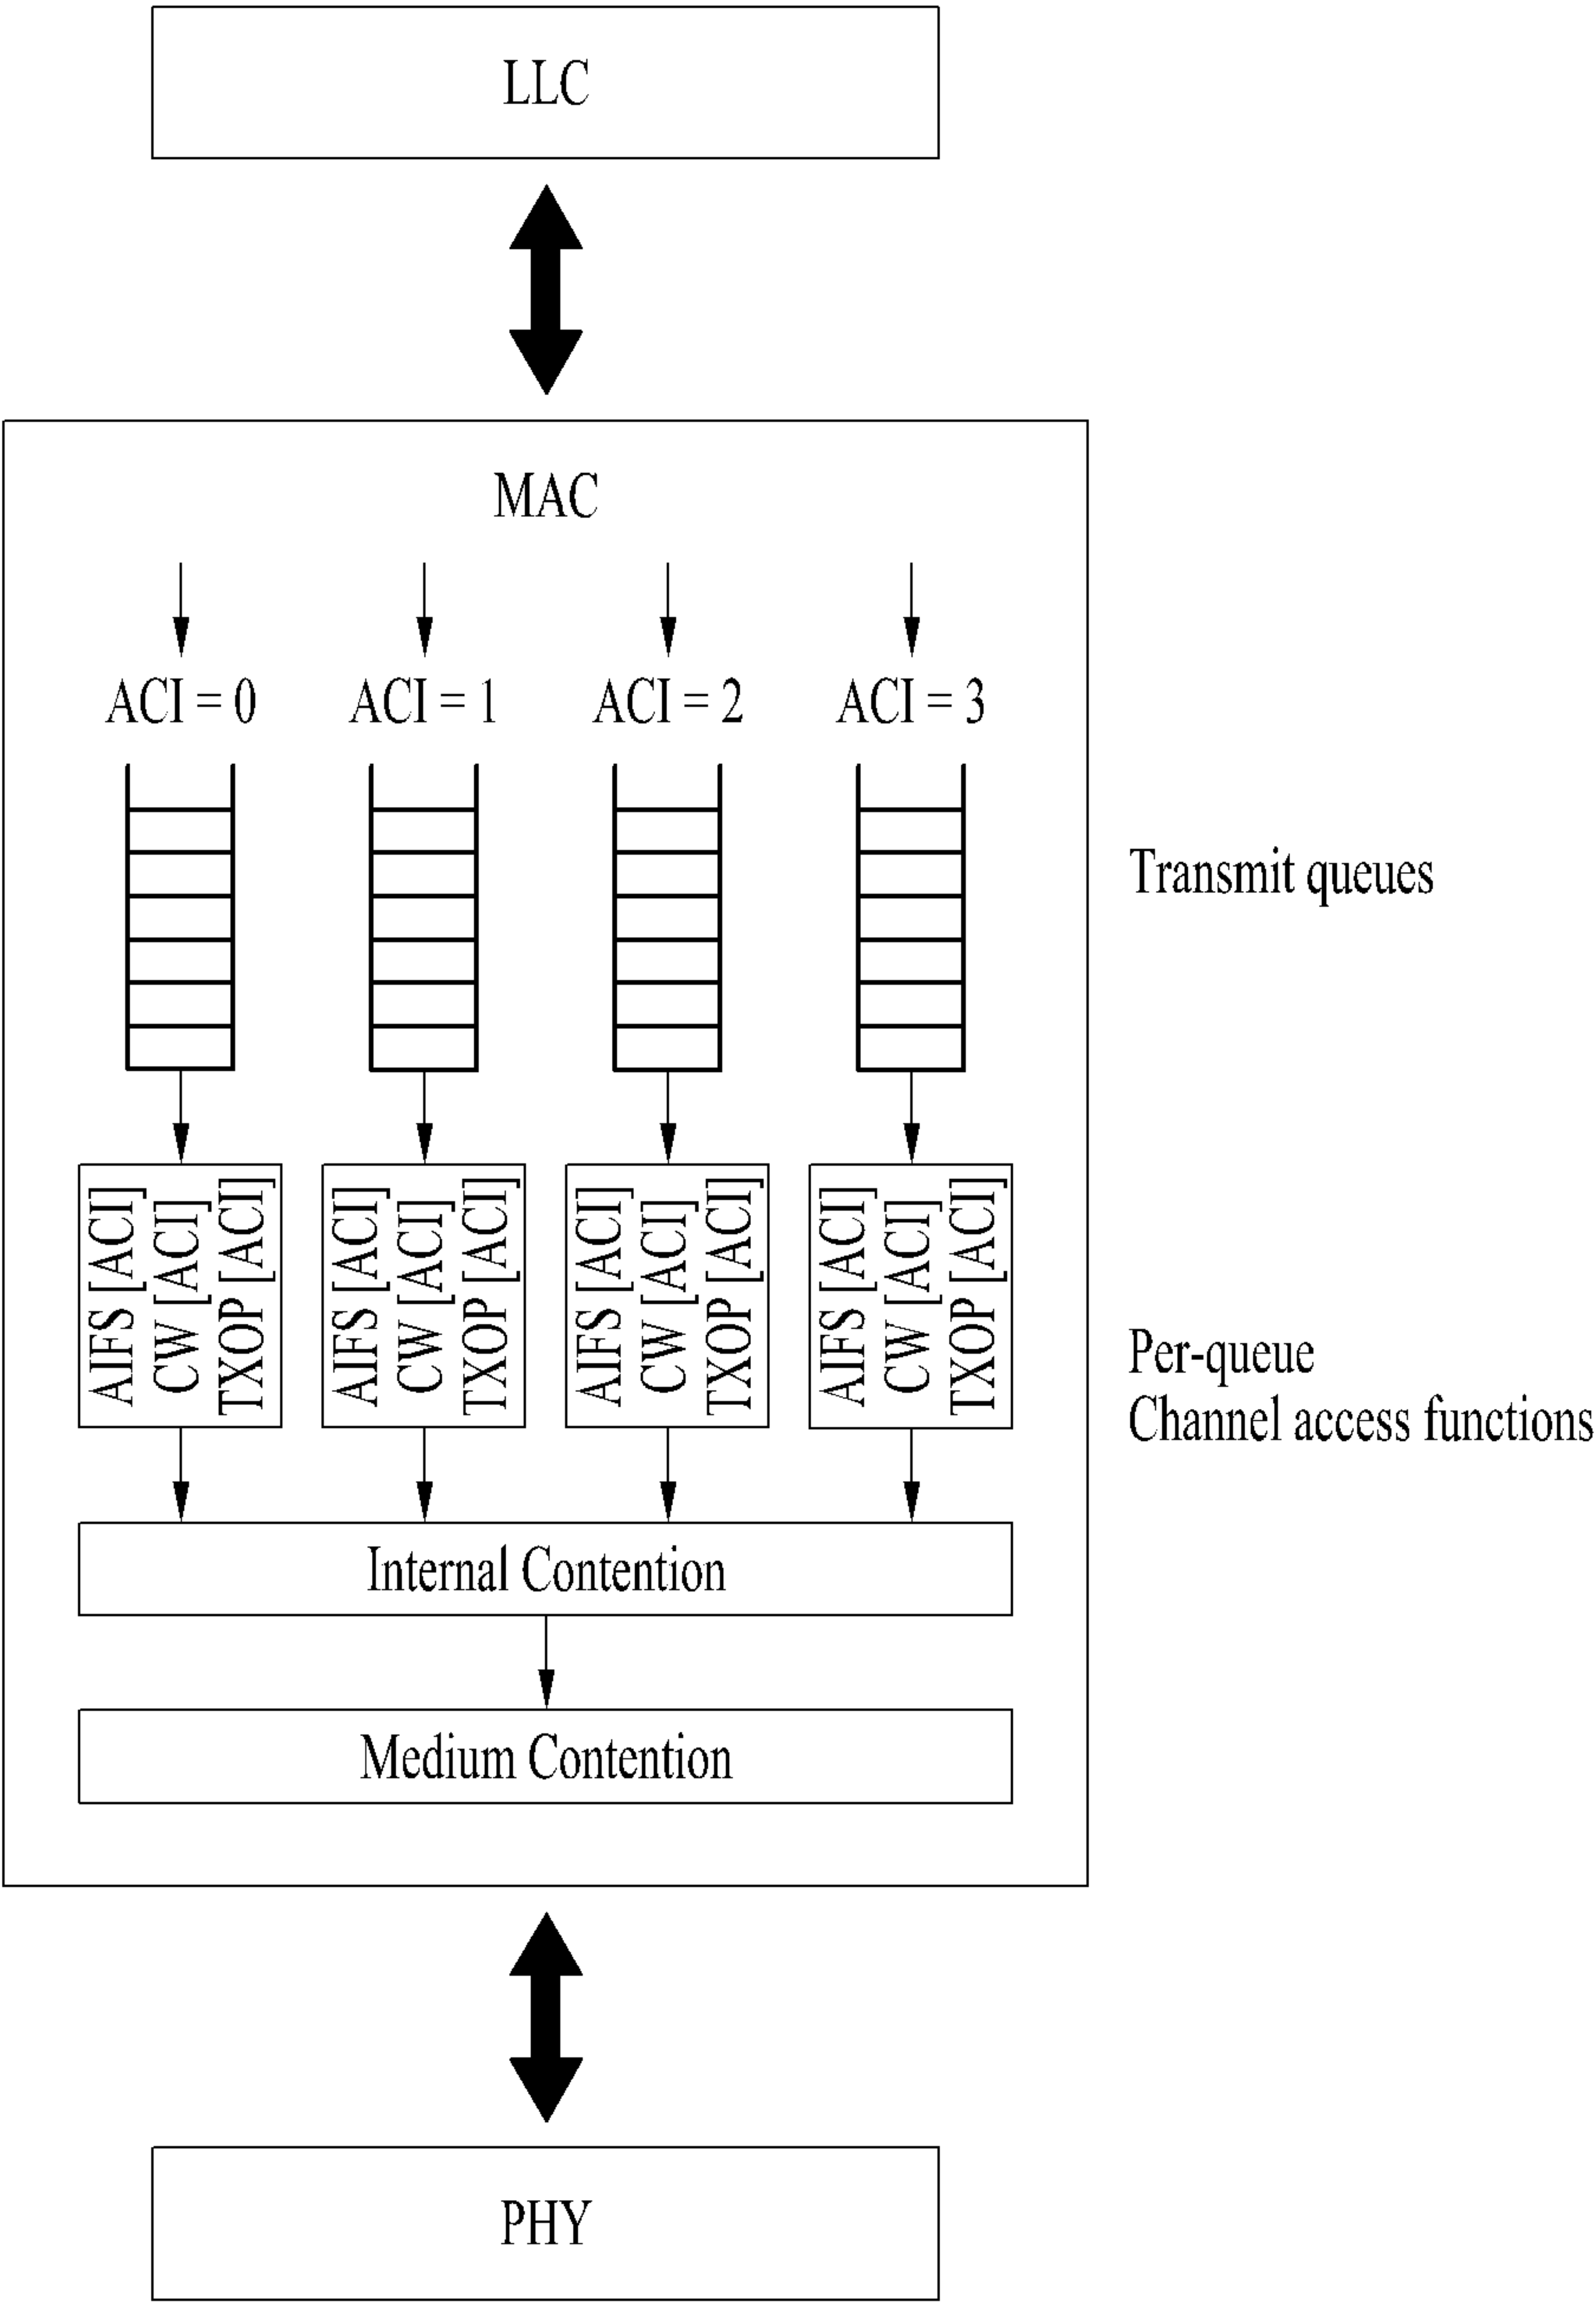 LLC
MAC
ACI = 0
ACI = 1
ACI = 2
ACI = 3
Transmit queues
AIFS [ACI]
CW [ACI]
TXOP [ACI]
AIFS [ACI]
CW [ACI]
TXOP [ACI]
AIFS [ACI]
CW [ACI]
TXOP [ACI]
AIFS [ACI]
CW [ACI]
TXOP [ACI]
Per-queue
Channel access functions
Internal Contention
Medium Contention
PHY